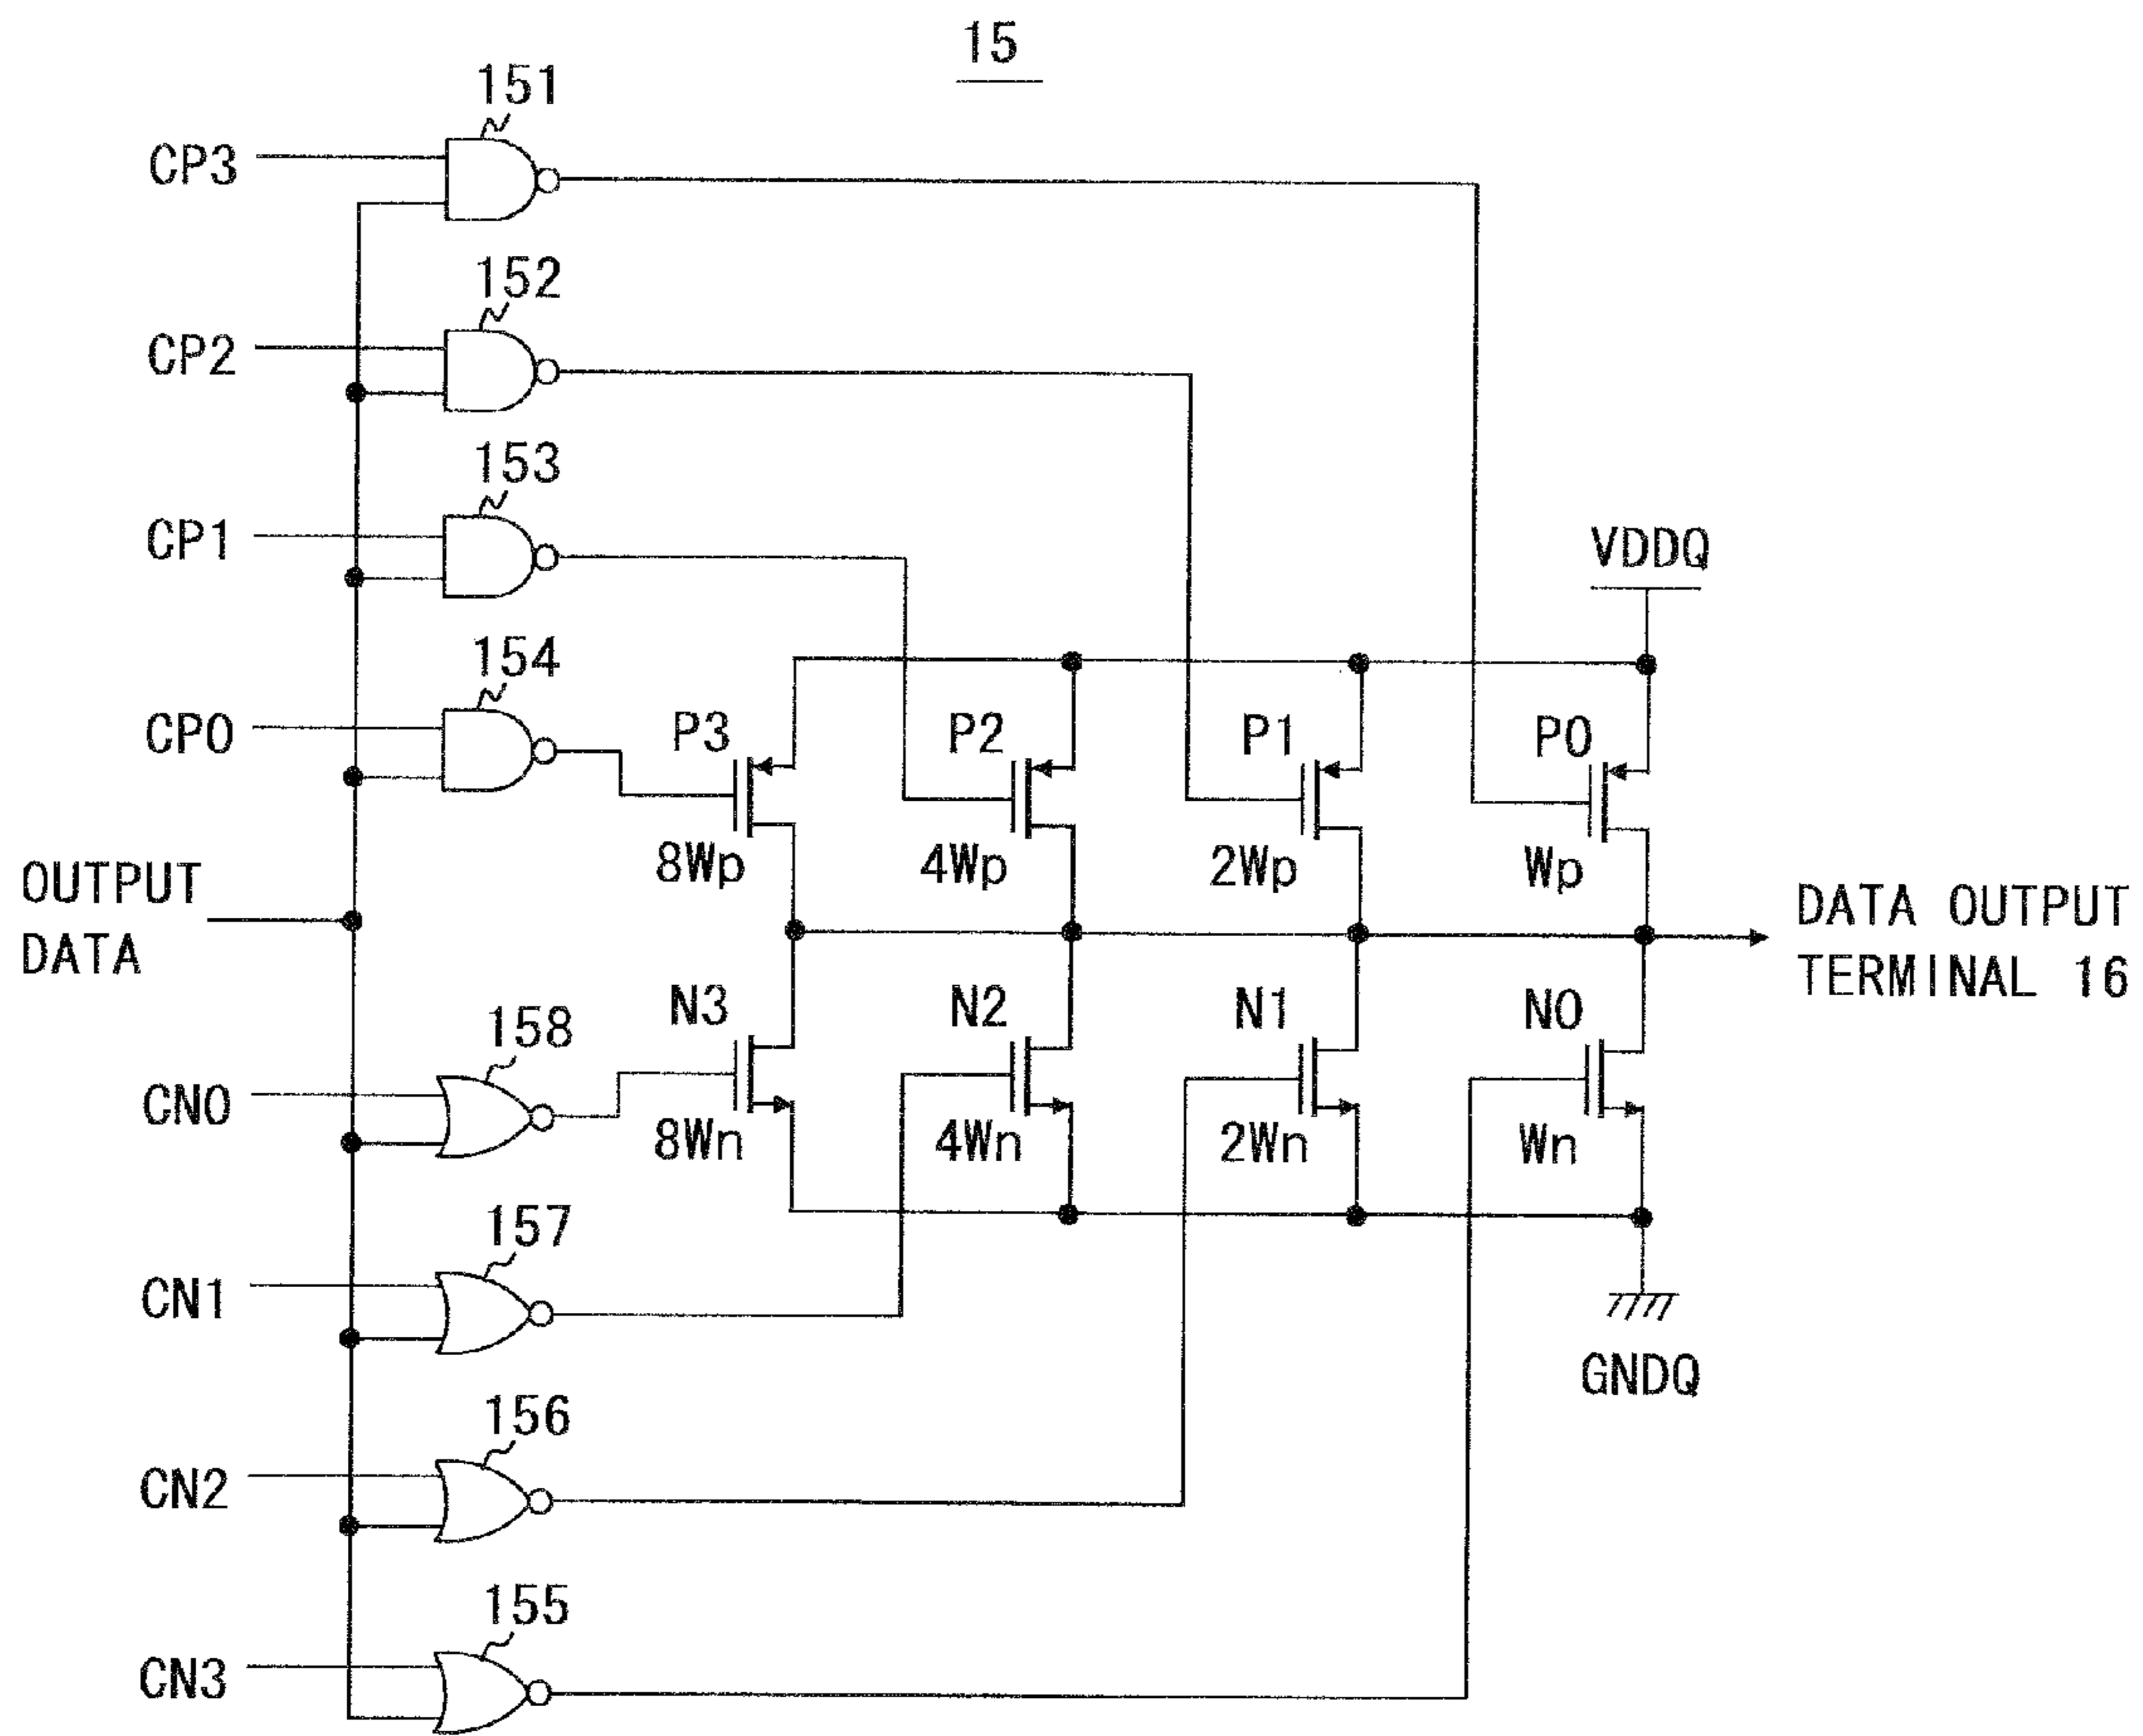 15
151
CP3
152
CP2
153
CP1
VDDQ
154
CP0
P3
P2
P1
P0
8Wp
4Wp
2Wp
Wp
OUTPUT
DATA
DATA OUTPUT
TERMINAL 16
N3
N2
N1
N0
158
CN0
8Wn
4Wn
2Wn
Wn
157
CN1
GNDQ
156
CN2
155
CN3